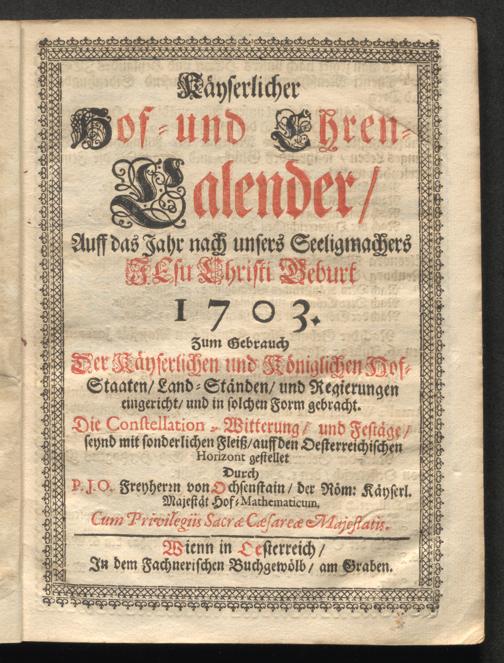 Käyserlicher
Hof- und Ehren-
Calender/
Auff das Jahr nach unsers Seeligmachers
JEsu Christi Geburt
1703.
Zum Gebrauch
Der Käyserlichen und Königlichen Hof-
Staaten/ Land-Ständen/ und Regierungen
eingericht/ und in solchen Form gebracht.
Die Constellation - Witterung/ und Festäge/
seynd mit sonderlichen Fleiß/ auff den Oesterreichischen
Horizont gestellet
Durch
P.J.O. Freyherrn von Ochsenstain/ der Röm: Käyserl.
Majestät Hof-Mathematicum.
Cum Privilegiis Sacræ Cæsareæ Majestatis.
Wienn in Oesterreich/
In dem Fachnerischen Buchgewölb/ am Graben.